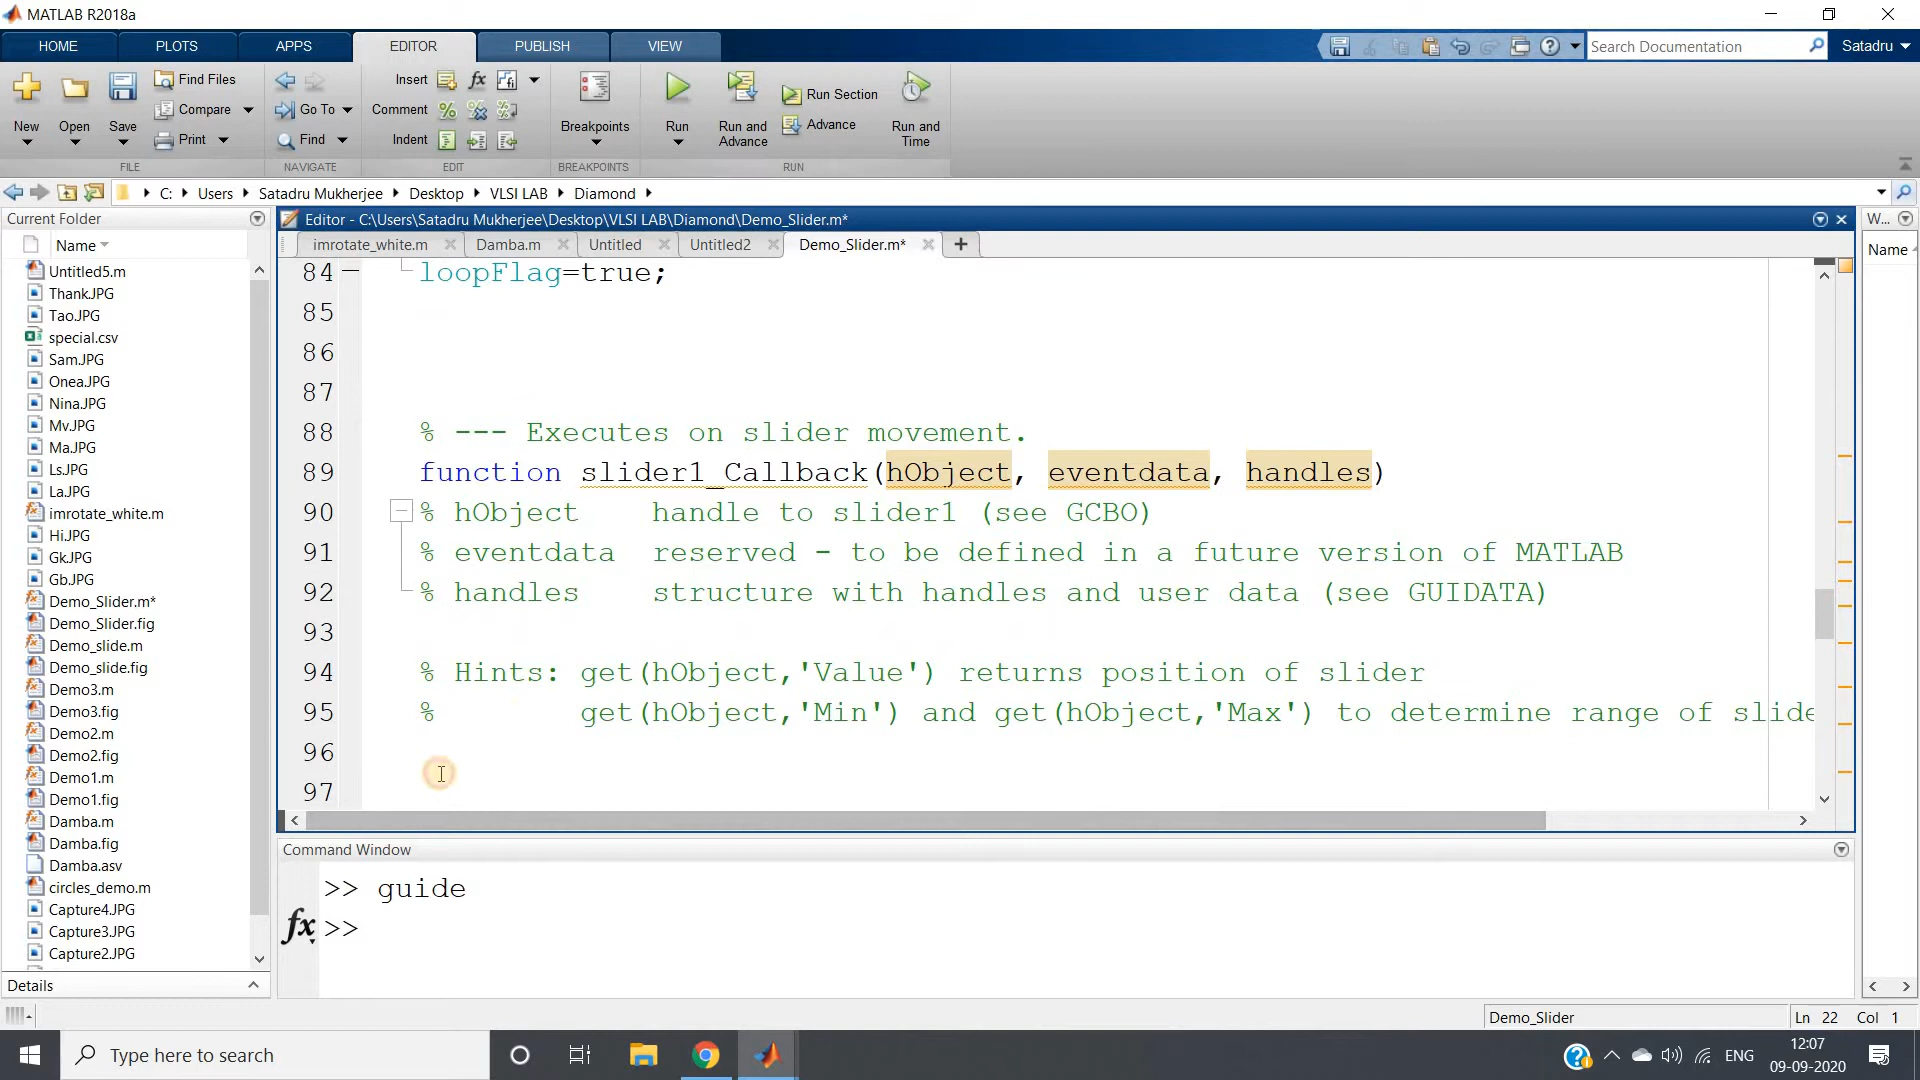 MATLAB R2018a
HOME PLOTS APPS EDITOR PUBLISH VIEW
Search Documentation Satadru
New Open Save Find Files Compare Print
FILE
Go To Find
NAVIGATE
Insert fx
Comment
Indent
EDIT
Breakpoints
BREAKPOINTS
Run Run and Advance Run Section Advance Run and Time
RUN
C: Users Satadru Mukherjee Desktop VLSI LAB Diamond
Current Folder
Name
Untitled5.m
Thank.JPG
Tao.JPG
special.csv
Sam.JPG
Onea.JPG
Nina.JPG
Mv.JPG
Ma.JPG
Ls.JPG
La.JPG
imrotate_white.m
Hi.JPG
Gk.JPG
Gb.JPG
Demo_Slider.m*
Demo_Slider.fig
Demo_slide.m
Demo_slide.fig
Demo3.m
Demo3.fig
Demo2.m
Demo2.fig
Demo1.m
Demo1.fig
Damba.m
Damba.fig
Damba.asv
circles_demo.m
Capture4.JPG
Capture3.JPG
Capture2.JPG
Details
Editor - C:\Users\Satadru Mukherjee\Desktop\VLSI LAB\Diamond\Demo_Slider.m*
imrotate_white.m Damba.m Untitled Untitled2 Demo_Slider.m*
84 loopFlag=true;
85
86
87
88 % --- Executes on slider movement.
89 function slider1_Callback(hObject, eventdata, handles)
90 % hObject    handle to slider1 (see GCBO)
91 % eventdata  reserved - to be defined in a future version of MATLAB
92 % handles    structure with handles and user data (see GUIDATA)
93
94 % Hints: get(hObject,'Value') returns position of slider
95 %        get(hObject,'Min') and get(hObject,'Max') to determine range of slide
96
97
W...
Name
Command Window
>> guide
fx >>
Demo_Slider Ln 22 Col 1
Type here to search
ENG
12:07
09-09-2020